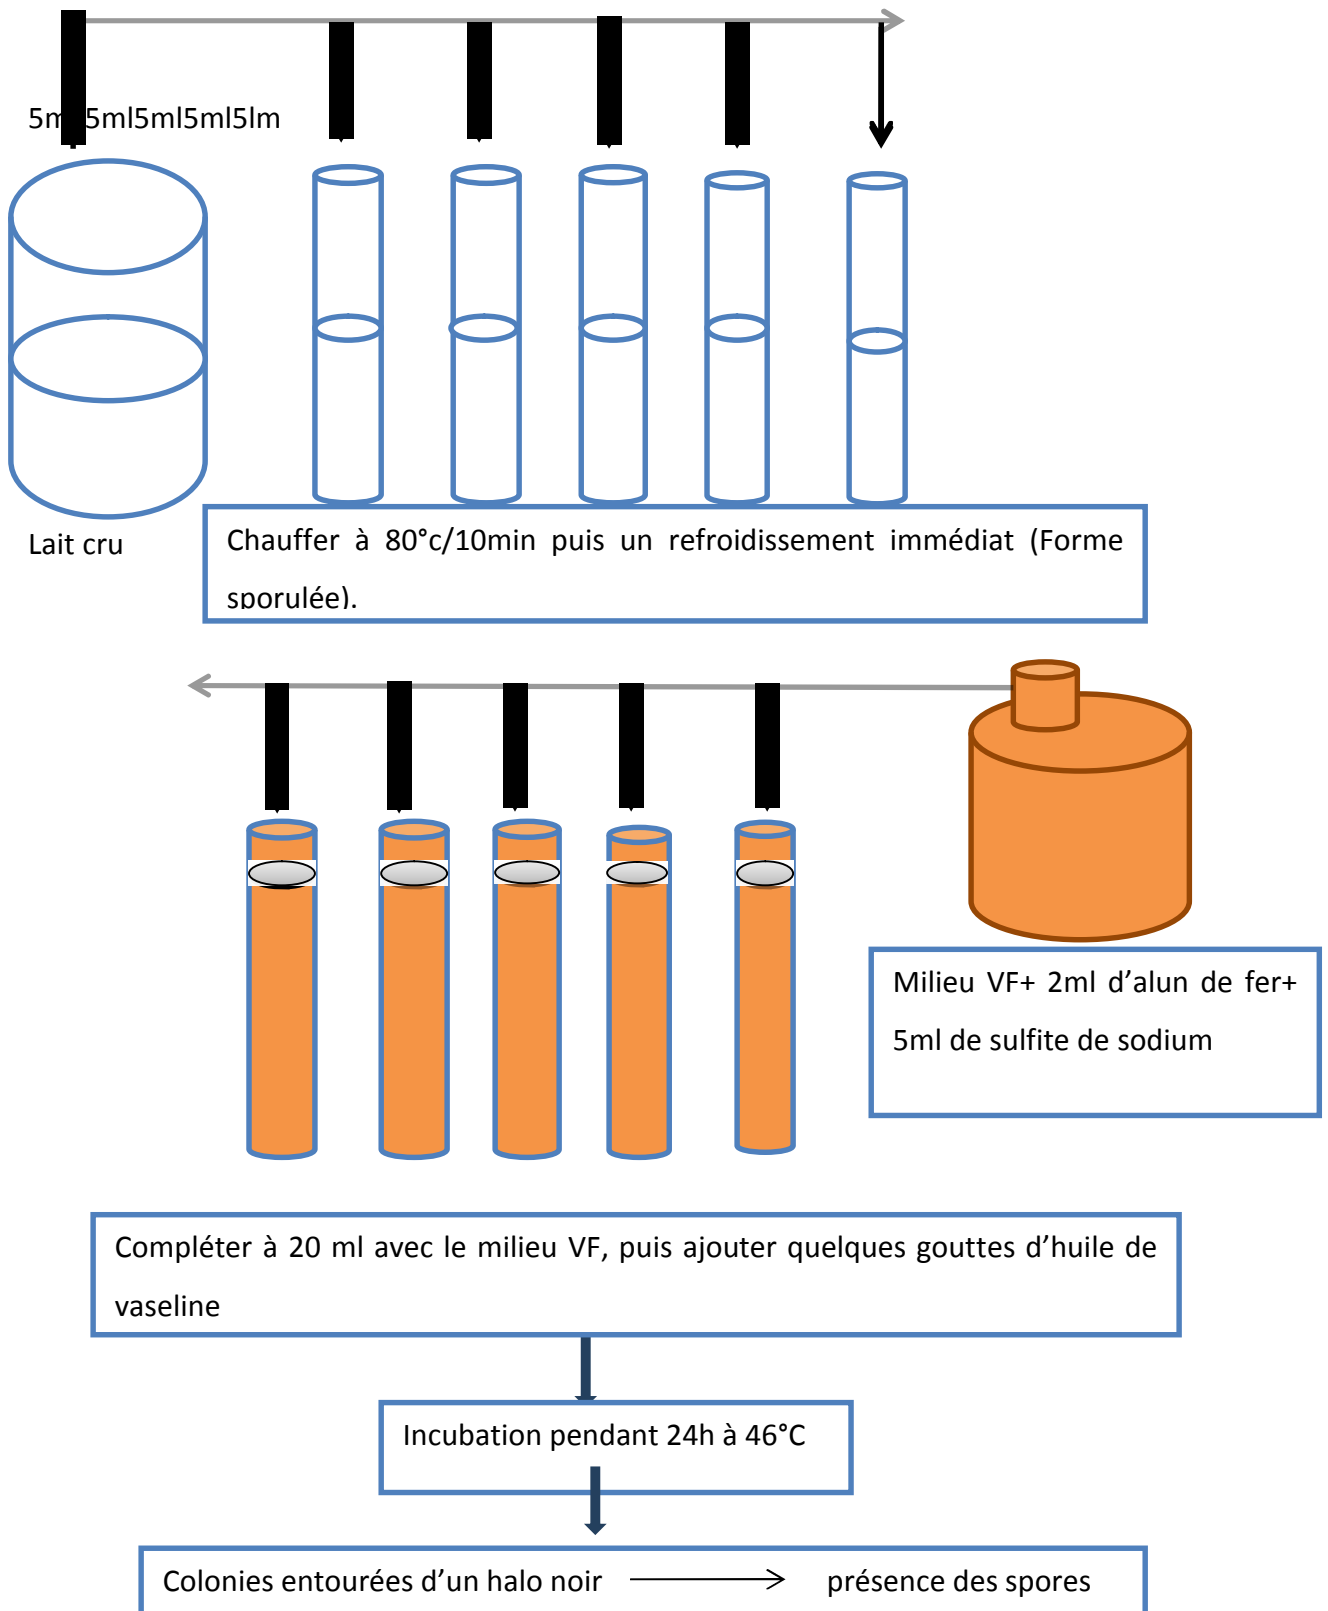 5m 5ml5ml5ml5lm
Lait cru
Chauffer à 80°c/10min puis un refroidissement immédiat (Forme
sporulée).
Milieu VF+ 2ml d’alun de fer+
5ml de sulfite de sodium
Compléter à 20 ml avec le milieu VF, puis ajouter quelques gouttes d’huile de
vaseline
Incubation pendant 24h à 46°C
Colonies entourées d’un halo noir présence des spores